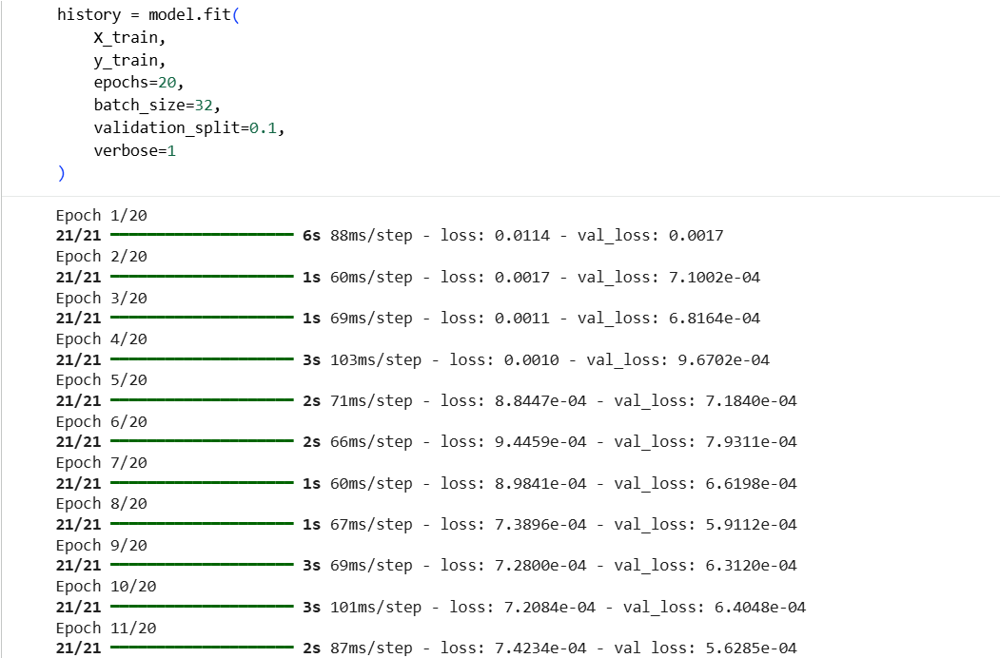 history = model.fit(
    X_train,
    y_train,
    epochs=20,
    batch_size=32,
    validation_split=0.1,
    verbose=1
)
Epoch 1/20
21/21 ━━━━━━━━━━━━━━━━━━━━ 6s 88ms/step - loss: 0.0114 - val_loss: 0.0017
Epoch 2/20
21/21 ━━━━━━━━━━━━━━━━━━━━ 1s 60ms/step - loss: 0.0017 - val_loss: 7.1002e-04
Epoch 3/20
21/21 ━━━━━━━━━━━━━━━━━━━━ 1s 69ms/step - loss: 0.0011 - val_loss: 6.8164e-04
Epoch 4/20
21/21 ━━━━━━━━━━━━━━━━━━━━ 3s 103ms/step - loss: 0.0010 - val_loss: 9.6702e-04
Epoch 5/20
21/21 ━━━━━━━━━━━━━━━━━━━━ 2s 71ms/step - loss: 8.8447e-04 - val_loss: 7.1840e-04
Epoch 6/20
21/21 ━━━━━━━━━━━━━━━━━━━━ 2s 66ms/step - loss: 9.4459e-04 - val_loss: 7.9311e-04
Epoch 7/20
21/21 ━━━━━━━━━━━━━━━━━━━━ 1s 60ms/step - loss: 8.9841e-04 - val_loss: 6.6198e-04
Epoch 8/20
21/21 ━━━━━━━━━━━━━━━━━━━━ 1s 67ms/step - loss: 7.3896e-04 - val_loss: 5.9112e-04
Epoch 9/20
21/21 ━━━━━━━━━━━━━━━━━━━━ 3s 69ms/step - loss: 7.2800e-04 - val_loss: 6.3120e-04
Epoch 10/20
21/21 ━━━━━━━━━━━━━━━━━━━━ 3s 101ms/step - loss: 7.2084e-04 - val_loss: 6.4048e-04
Epoch 11/20
21/21 ━━━━━━━━━━━━━━━━━━━━ 2s 87ms/step - loss: 7.4234e-04 - val_loss: 5.6285e-04